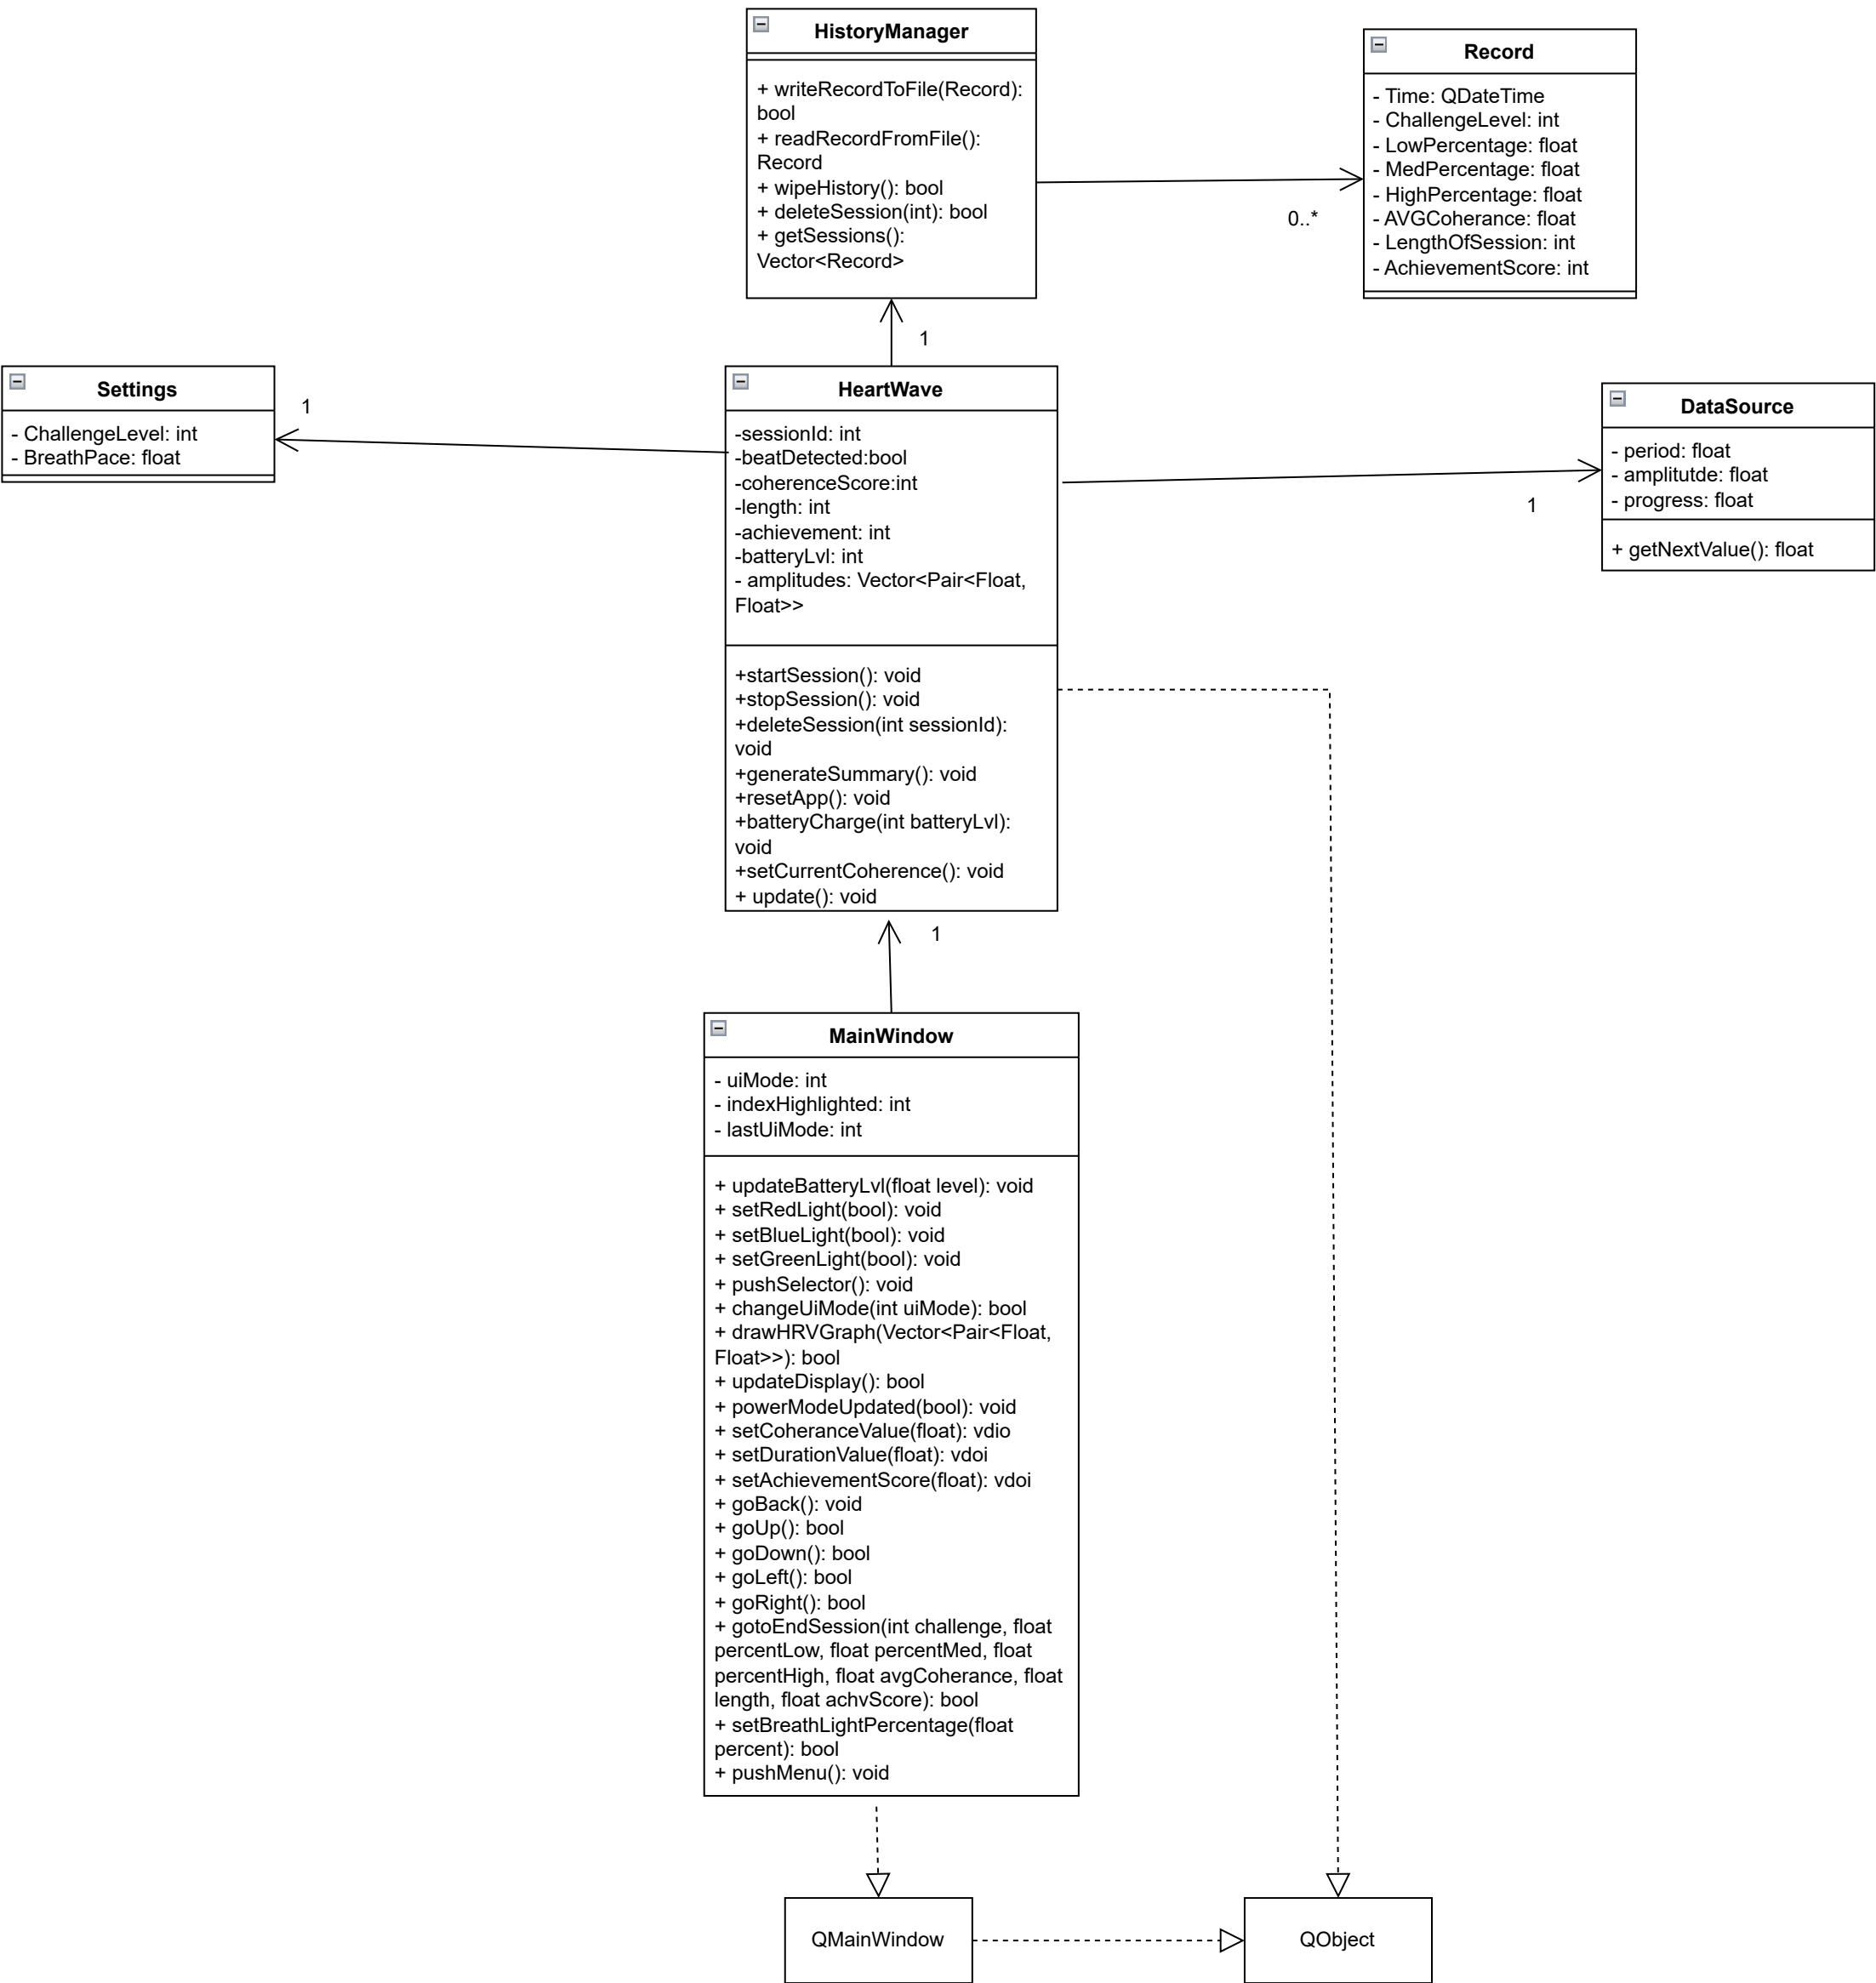 HistoryManager
+ writeRecordToFile(Record):
bool
+ readRecordFromFile():
Record
+ wipeHistory(): bool
+ deleteSession(int): bool
+ getSessions():
Vector<Record>
Record
- Time: QDateTime
- ChallengeLevel: int
- LowPercentage: float
- MedPercentage: float
- HighPercentage: float
- AVGCoherance: float
- LengthOfSession: int
- AchievementScore: int
0..*
1
Settings
- ChallengeLevel: int
- BreathPace: float
1
HeartWave
-sessionId: int
-beatDetected:bool
-coherenceScore:int
-length: int
-achievement: int
-batteryLvl: int
- amplitudes: Vector<Pair<Float,
Float>>
+startSession(): void
+stopSession(): void
+deleteSession(int sessionId):
void
+generateSummary(): void
+resetApp(): void
+batteryCharge(int batteryLvl):
void
+setCurrentCoherence(): void
+ update(): void
DataSource
- period: float
- amplitutde: float
- progress: float
+ getNextValue(): float
1
1
MainWindow
- uiMode: int
- indexHighlighted: int
- lastUiMode: int
+ updateBatteryLvl(float level): void
+ setRedLight(bool): void
+ setBlueLight(bool): void
+ setGreenLight(bool): void
+ pushSelector(): void
+ changeUiMode(int uiMode): bool
+ drawHRVGraph(Vector<Pair<Float,
Float>>): bool
+ updateDisplay(): bool
+ powerModeUpdated(bool): void
+ setCoheranceValue(float): vdio
+ setDurationValue(float): vdoi
+ setAchievementScore(float): vdoi
+ goBack(): void
+ goUp(): bool
+ goDown(): bool
+ goLeft(): bool
+ goRight(): bool
+ gotoEndSession(int challenge, float
percentLow, float percentMed, float
percentHigh, float avgCoherance, float
length, float achvScore): bool
+ setBreathLightPercentage(float
percent): bool
+ pushMenu(): void
QMainWindow
QObject